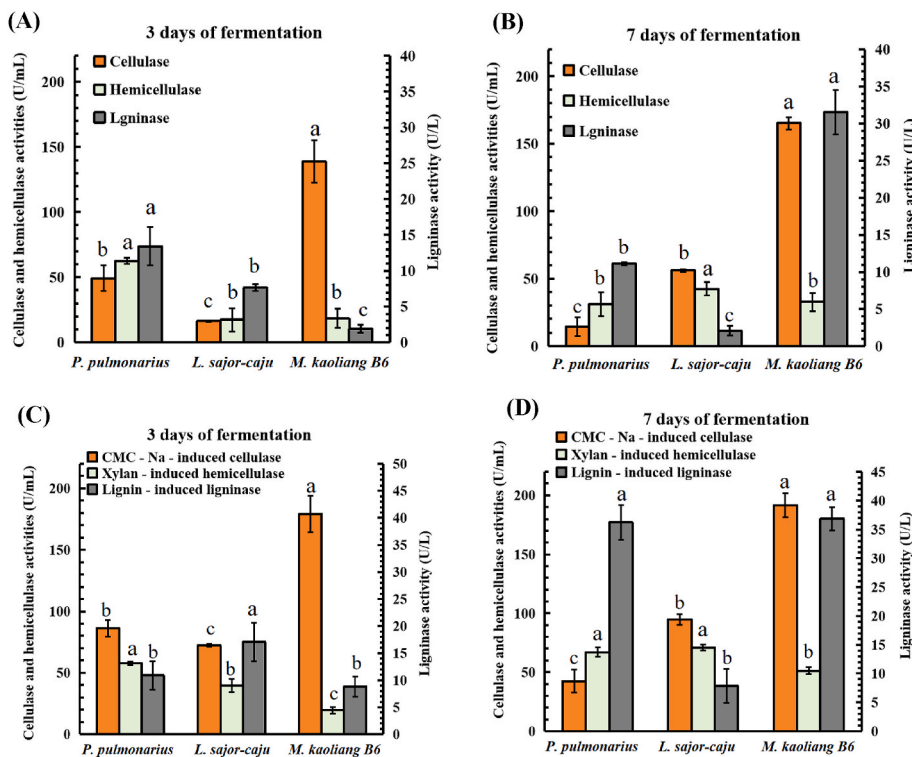 (A)
3 days of fermentation
Cellulase
Hemicellulase
Lgninase
Cellulase and hemicellulase activities (U/mL)
200
150
100
50
0
Ligninase activity (U/L)
40
35
30
25
20
15
10
5
0
b a a
c b b
a b c
P. pulmonarius L. sajor-caju M. kaoliang B6
(B)
7 days of fermentation
Cellulase
Hemicellulase
Lgninase
Cellulase and hemicellulase activities (U/mL)
200
150
100
50
0
Ligninase activity (U/L)
40
35
30
25
20
15
10
5
0
c b b
b a c
a b a
P. pulmonarius L. sajor-caju M. kaoliang B6
(C)
3 days of fermentation
CMC - Na - induced cellulase
Xylan - induced hemicellulase
Lignin - induced ligninase
Cellulase and hemicellulase activities (U/mL)
200
150
100
50
0
Ligninase activity (U/L)
50
45
40
35
30
25
20
15
10
5
0
b a b
c b a
a c b
P. pulmonarius L. sajor-caju M. kaoliang B6
(D)
7 days of fermentation
CMC - Na - induced cellulase
Xylan - induced hemicellulase
Lignin - induced ligninase
Cellulase and hemicellulase activities (U/mL)
200
150
100
50
0
Ligninase activity (U/L)
45
40
35
30
25
20
15
10
5
0
c a a
b a b
a b a
P. pulmonarius L. sajor-caju M. kaoliang B6